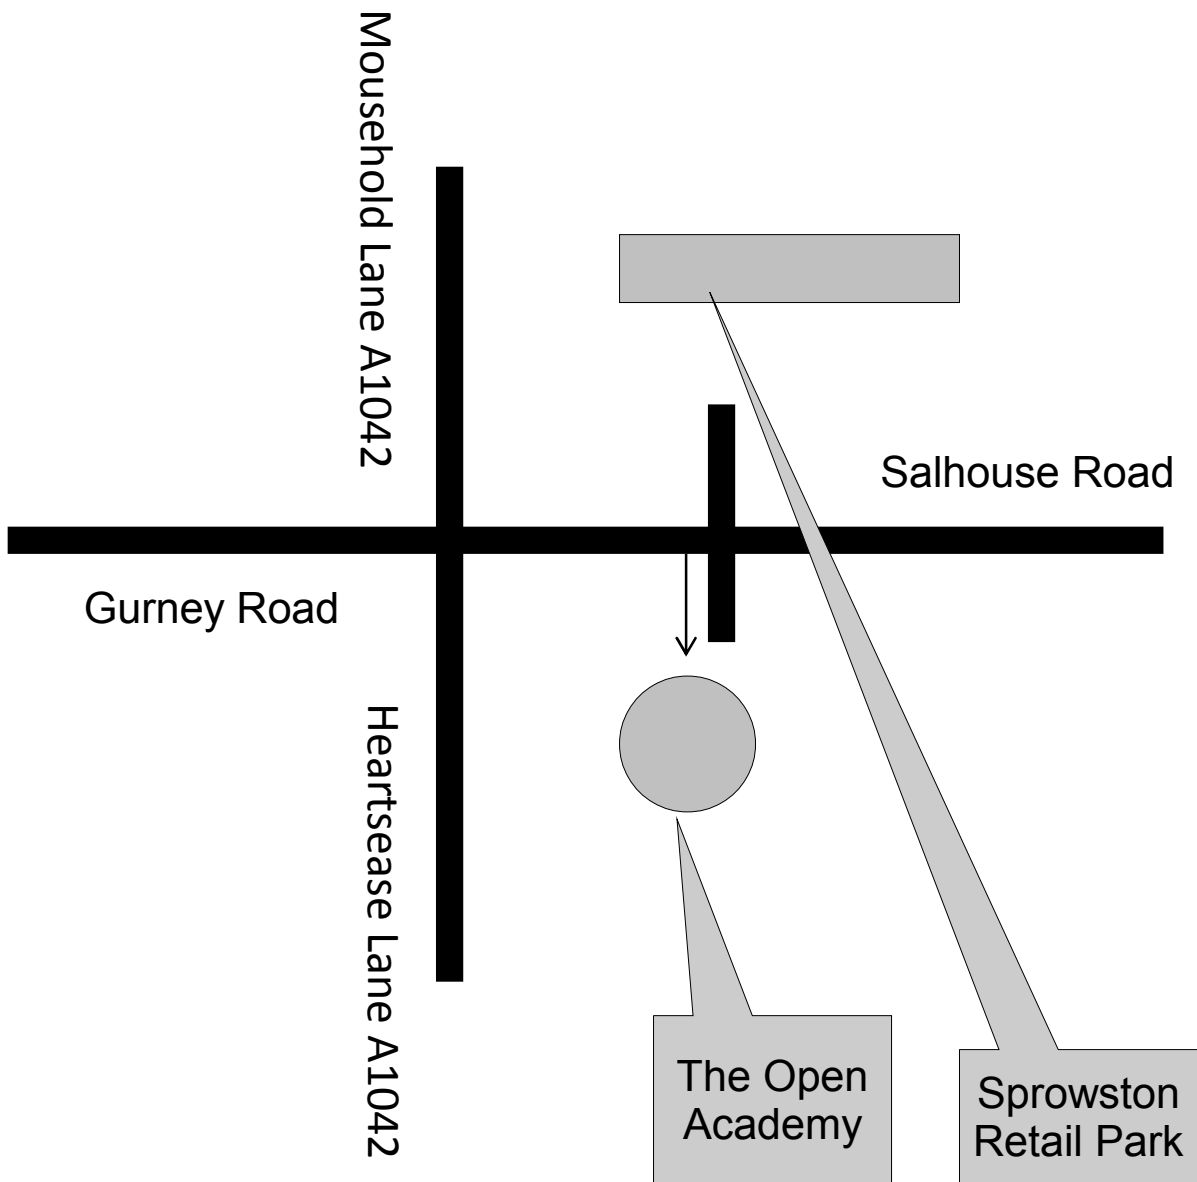 Mousehold Lane A1042
Salhouse Road
Gurney Road
Heartsease Lane A1042
The Open
Academy
Sprowston
Retail Park